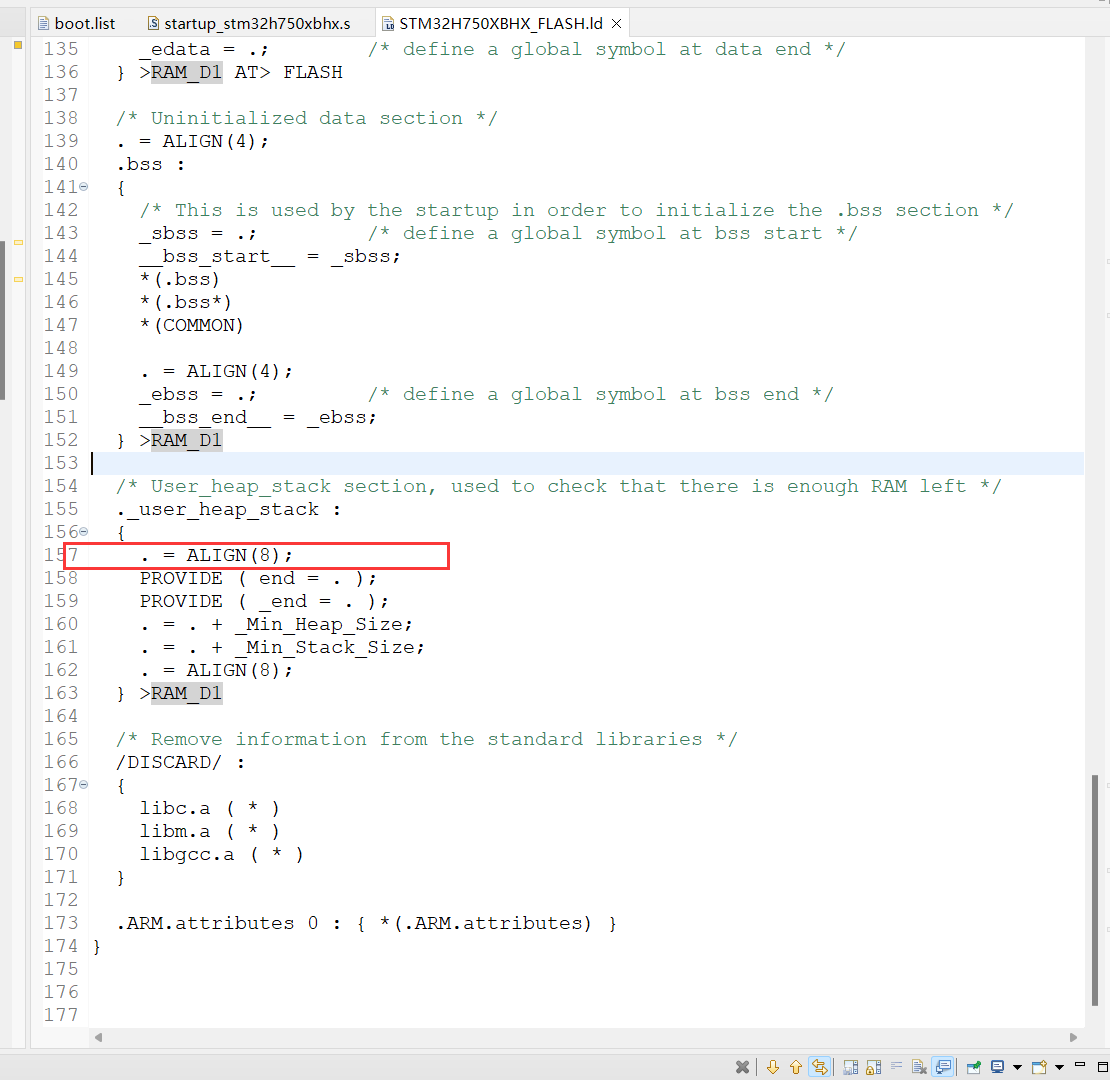 boot.list startup_stm32h750xbhx.s STM32H750XBHX_FLASH.ld
135 _edata = .; /* define a global symbol at data end */
136 } >RAM_D1 AT> FLASH
137
138 /* Uninitialized data section */
139 . = ALIGN(4);
140 .bss :
141 {
142 /* This is used by the startup in order to initialize the .bss section */
143 _sbss = .; /* define a global symbol at bss start */
144 __bss_start__ = _sbss;
145 *(.bss)
146 *(.bss*)
147 *(COMMON)
148
149 . = ALIGN(4);
150 _ebss = .; /* define a global symbol at bss end */
151 __bss_end__ = _ebss;
152 } >RAM_D1
153
154 /* User_heap_stack section, used to check that there is enough RAM left */
155 ._user_heap_stack :
156 {
157 . = ALIGN(8);
158 PROVIDE ( end = . );
159 PROVIDE ( _end = . );
160 . = . + _Min_Heap_Size;
161 . = . + _Min_Stack_Size;
162 . = ALIGN(8);
163 } >RAM_D1
164
165 /* Remove information from the standard libraries */
166 /DISCARD/ :
167 {
168 libc.a ( * )
169 libm.a ( * )
170 libgcc.a ( * )
171 }
172
173 .ARM.attributes 0 : { *(.ARM.attributes) }
174 }
175
176
177